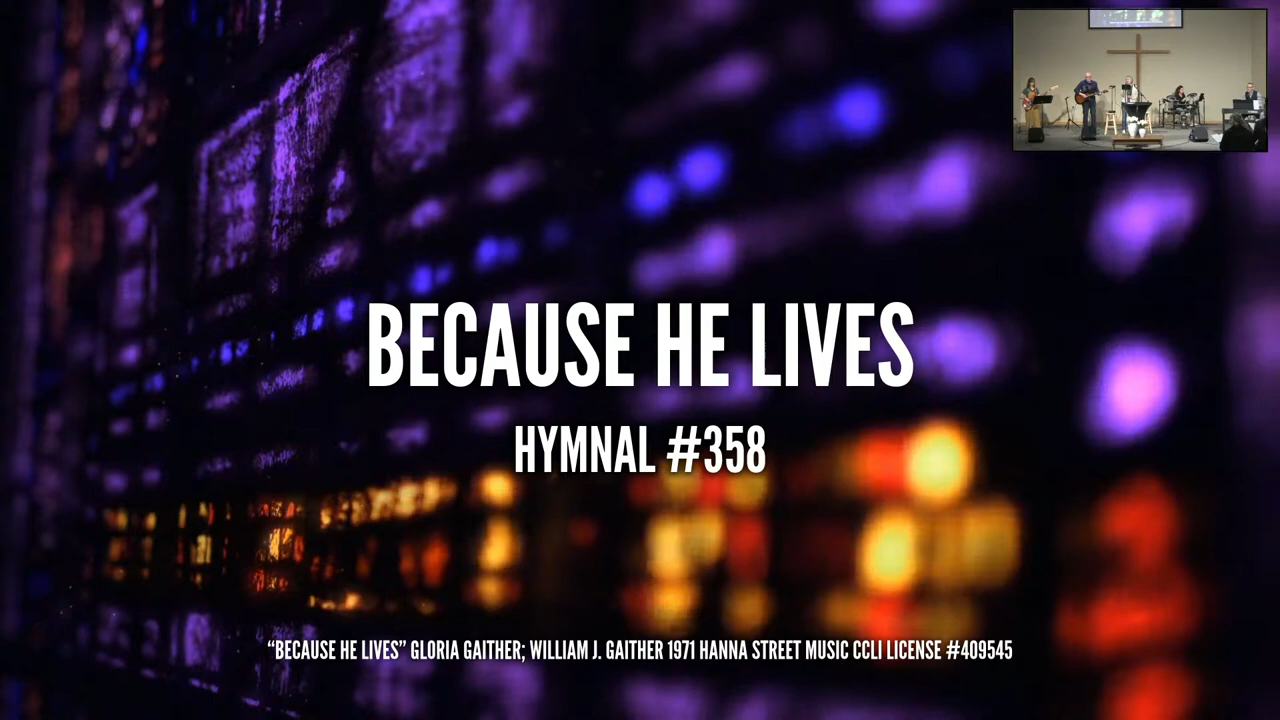 BECAUSE HE LIVES
HYMNAL #358
“BECAUSE HE LIVES” GLORIA GAITHER; WILLIAM J. GAITHER 1971 HANNA STREET MUSIC CCLI LICENSE #409545